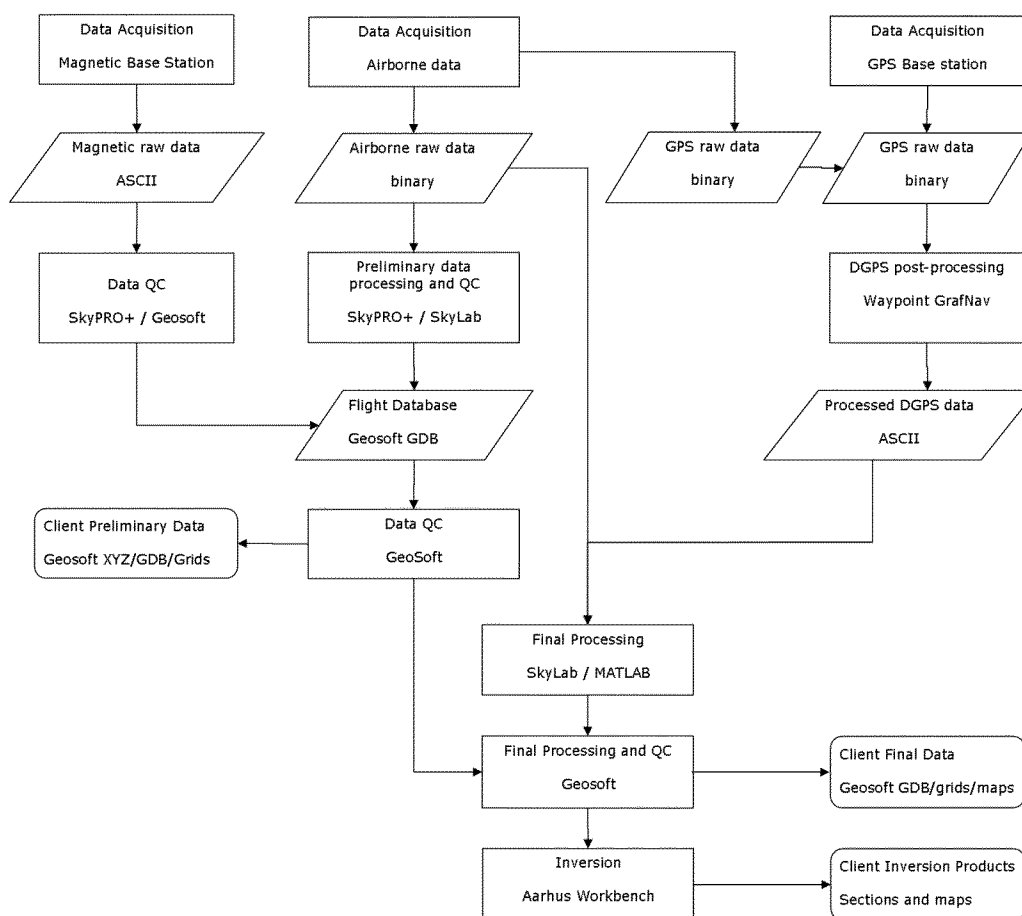 Data Acquisition
Magnetic Base Station
Data Acquisition
Airborne data
Data Acquisition
GPS Base station
Magnetic raw data
ASCII
Airborne raw data
binary
GPS raw data
binary
GPS raw data
binary
Data QC
SkyPRO+ / Geosoft
Preliminary data
processing and QC
SkyPRO+ / SkyLab
DGPS post-processing
Waypoint GrafNav
Flight Database
Geosoft GDB
Processed DGPS data
ASCII
Client Preliminary Data
Geosoft XYZ/GDB/Grids
Data QC
GeoSoft
Final Processing
SkyLab / MATLAB
Final Processing and QC
Geosoft
Client Final Data
Geosoft GDB/grids/maps
Inversion
Aarhus Workbench
Client Inversion Products
Sections and maps